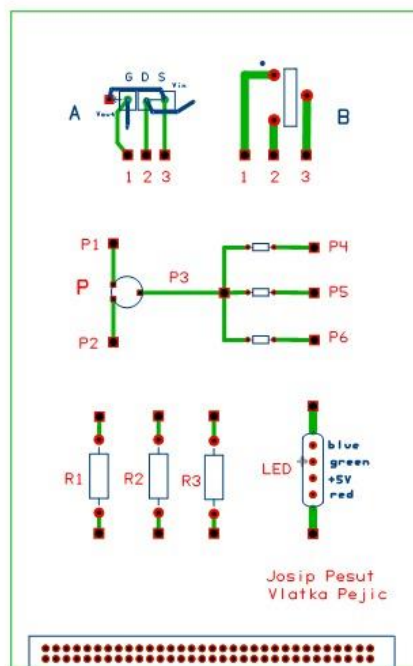 G D S
Vin
A
Vout
B
1 2 3
1 2 3
P1
P4
P
P3
P5
P2
P6
R1
R2
R3
LED
blue
green
+5V
red
Josip Pesut
Vlatka Pejic